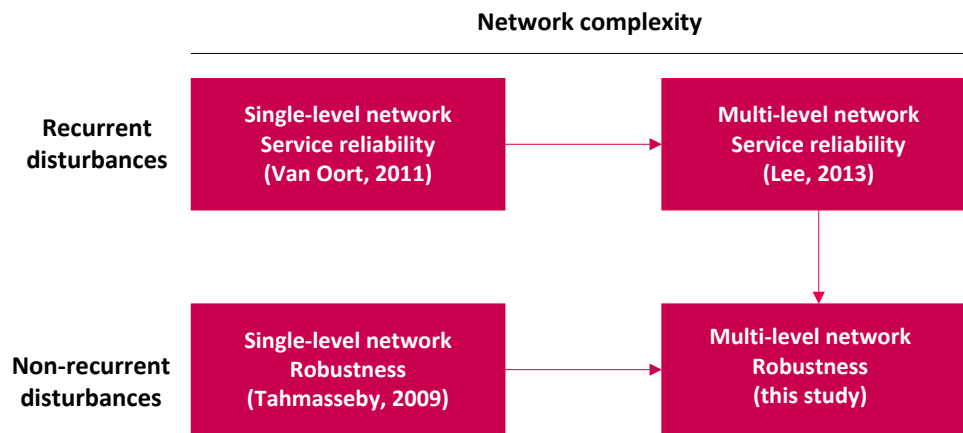 Network complexity
Recurrent
disturbances
Single-level network
Service reliability
(Van Oort, 2011)
Multi-level network
Service reliability
(Lee, 2013)
Non-recurrent
disturbances
Single-level network
Robustness
(Tahmasseby, 2009)
Multi-level network
Robustness
(this study)